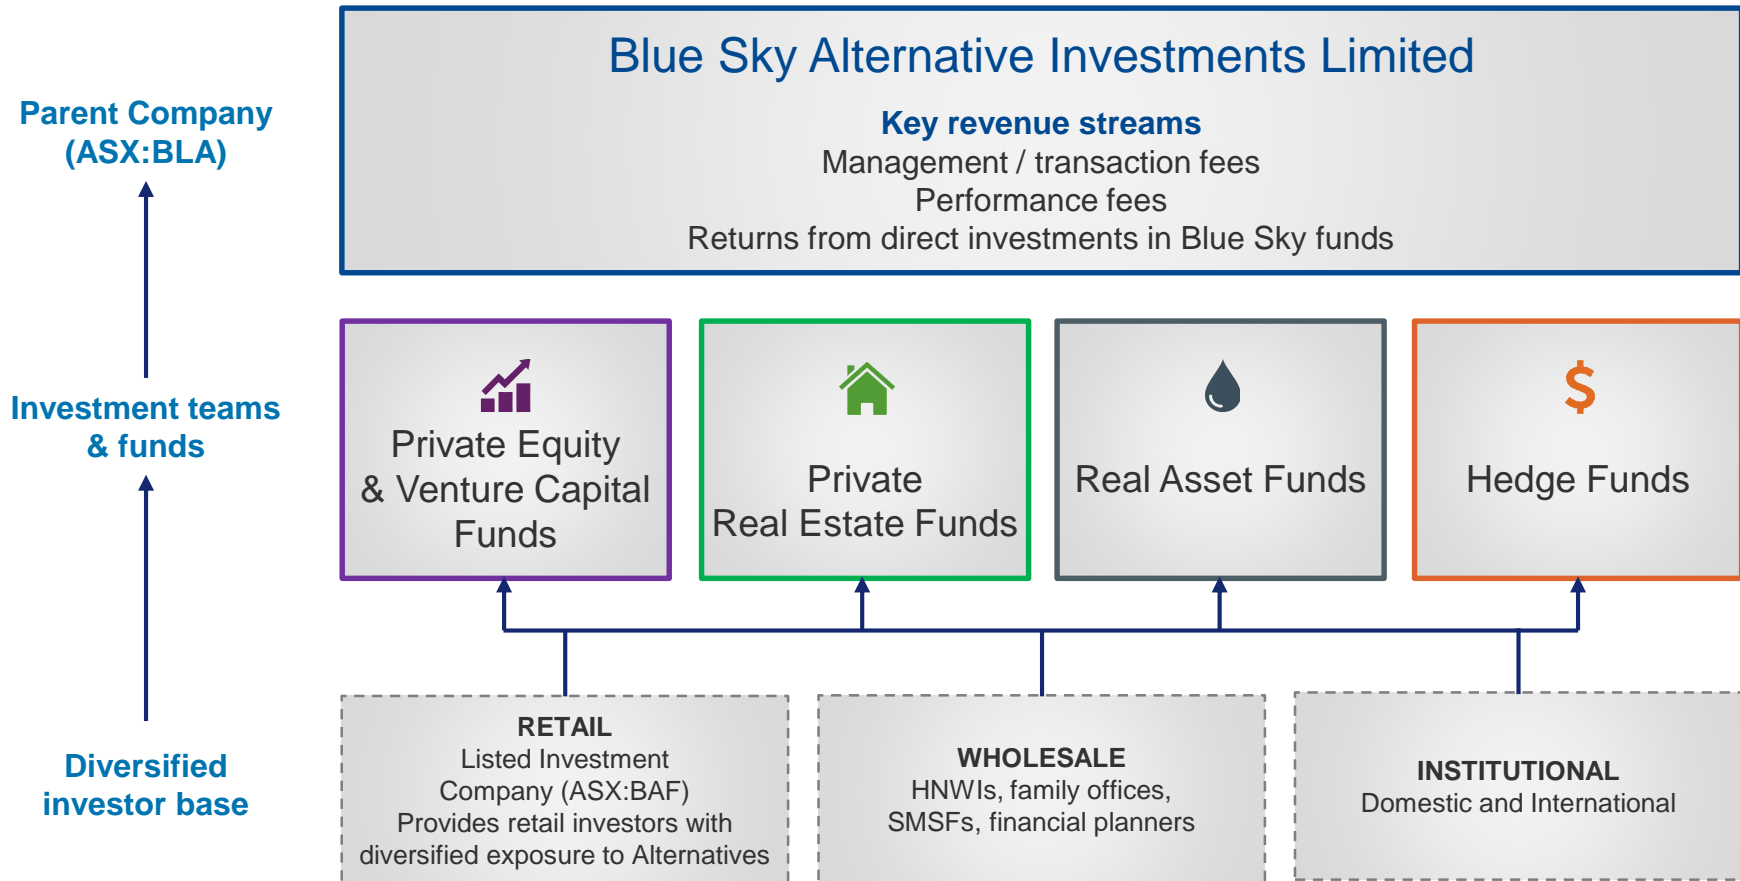 Blue Sky Alternative Investments Limited
Key revenue streams
Management / transaction fees
Performance fees
Returns from direct investments in Blue Sky funds
Parent Company
(ASX:BLA)
Investment teams
& funds
Private Equity
& Venture Capital
Funds
Private
Real Estate Funds
Real Asset Funds
$
Hedge Funds
Diversified
investor base
RETAIL
Listed Investment
Company (ASX:BAF)
Provides retail investors with
diversified exposure to Alternatives
WHOLESALE
HNWIs, family offices,
SMSFs, financial planners
INSTITUTIONAL
Domestic and International